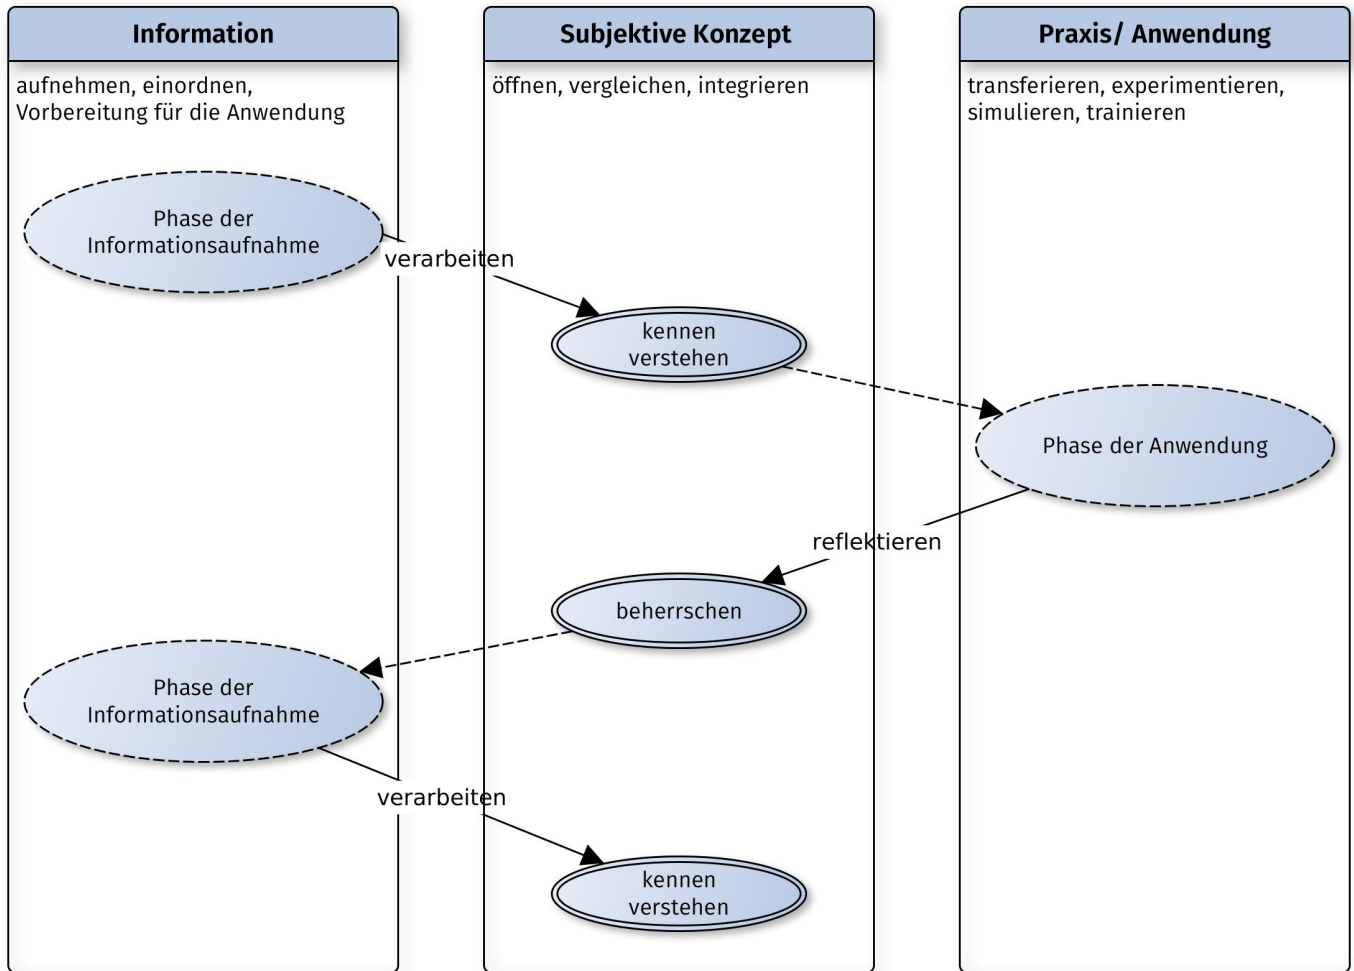 Information
aufnehmen, einordnen,
Vorbereitung für die Anwendung
Phase der
Informationsaufnahme
verarbeiten
Phase der
Informationsaufnahme
verarbeiten
Subjektive Konzept
öffnen, vergleichen, integrieren
kennen
verstehen
beherrschen
kennen
verstehen
Praxis/ Anwendung
transferieren, experimentieren,
simulieren, trainieren
Phase der Anwendung
reflektieren